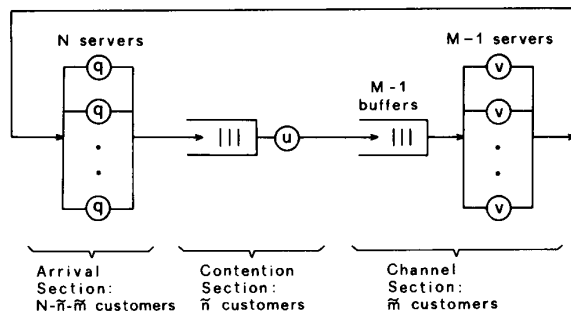 N servers
M-1 servers
q
q
q
M-1
buffers
u
v
v
v
Arrival
Section:
N-ñ-m̃ customers
Contention
Section:
ñ customers
Channel
Section:
m̃ customers